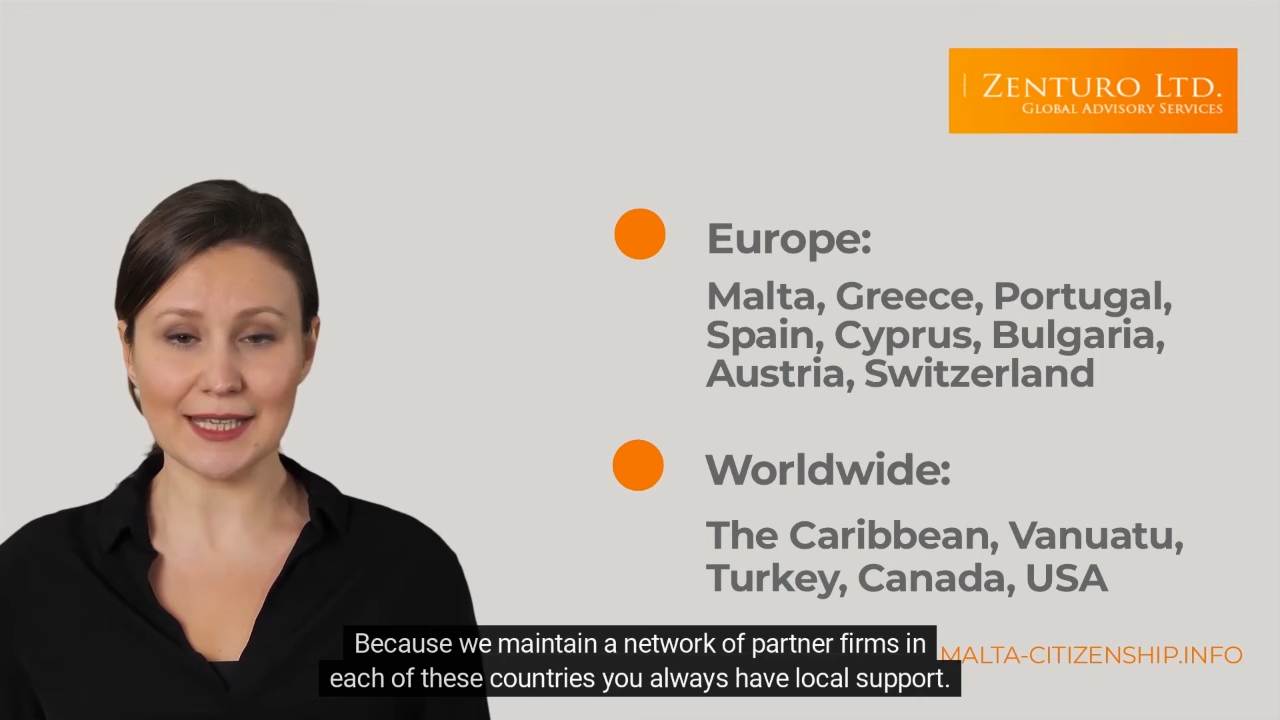 ZENTURO LTD.
GLOBAL ADVISORY SERVICES
Europe:
Malta, Greece, Portugal,
Spain, Cyprus, Bulgaria,
Austria, Switzerland
Worldwide:
The Caribbean, Vanuatu,
Turkey, Canada, USA
Because we maintain a network of partner firms in
each of these countries you always have local support.
MALTA-CITIZENSHIP.INFO